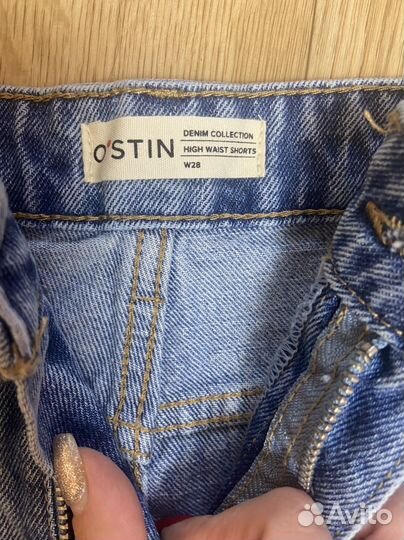 O'STIN
DENIM COLLECTION
HIGH WAIST SHORTS
W28
Avito